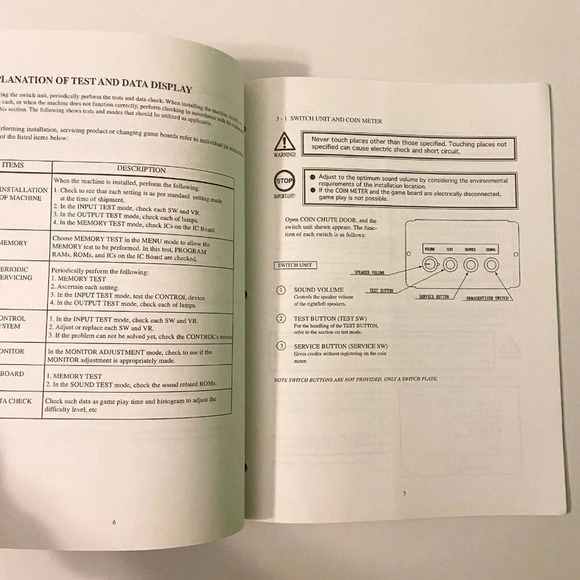 PLANATION OF TEST AND DATA DISPLAY
ing the switch unit, periodically perform the tests and data check. When installing the machine
cash, or when the machine does not function correctly, perform checking in accordance with the
this section. The following shows tests and modes that should be utilized as applicable.
erforming installation, servicing product or changing game boards refer to individual kit
of the listed items below:
ITEMS
DESCRIPTION
INSTALLATION
OF MACHINE
When the machine is installed, perform the following:
1. Check to see that each setting is as per standard setting made
at the time of shipment.
2. In the INPUT TEST mode, check each SW and VR
3. In the OUTPUT TEST mode, check each of lamps.
4. In the MEMORY TEST mode, check ICs on the IC Board.
MEMORY
Choose MEMORY TEST in the MENU mode to allow the
MEMORY test to be performed. In this test, PROGRAM
RAMs, ROMs, and ICs on the IC Board are checked,
PERIODIC
SERVICING
Periodically perform the following:
1. MEMORY TEST
2. Ascertain each setting.
3. In the INPUT TEST mode, test the CONTROL device
4. In the OUTPUT TEST mode, check each of lamps.
CONTROL
SYSTEM
1. In the INPUT TEST mode, check each SW and VR.
2. Adjust or replace each SW and VR.
3. If the problem can not be solved yet, check the CONTROL's moves
MONITOR
In the MONITOR ADJUSTMENT mode, check to see if the
MONITOR adjustment is appropriately made.
BOARD
1. MEMORY TEST
2. In the SOUND TEST mode, check the sound related ROMs.
TA CHECK
Check such data as game play time and histogram to adjust the
difficulty level, etc
6
3 - 1 SWITCH UNIT AND COIN METER
WARNING!
Never touch places other than those specified. Touching places not
specified can cause electric shock and short circuit.
STOP
IMPORTANT!
● Adjust to the optimum sound volume by considering the environmental
requirements of the installation location.
● If the COIN METER and the game board are electrically disconnected,
game play is not possible.
Open COIN CHUTE DOOR, and the
switch unit shown appears. The func-
tion of each switch is as follows:
VOLUME TEST SERVICE DEMAG
SWITCH UNIT
SPEAKER VOLUME
TEST BUTTON
SERVICE BUTTON
DEMAGNETIZER SWITCH
1 SOUND VOLUME
Controls the speaker volume
of the right/left speakers.
2 TEST BUTTON (TEST SW)
For the handling of the TEST BUTTON,
refer to the section on test mode.
3 SERVICE BUTTON (SERVICE SW)
Gives credits without registering on the coin
meter.
NOTE SWITCH BUTTONS ARE NOT PROVIDED, ONLY A SWITCH PLATE.
7